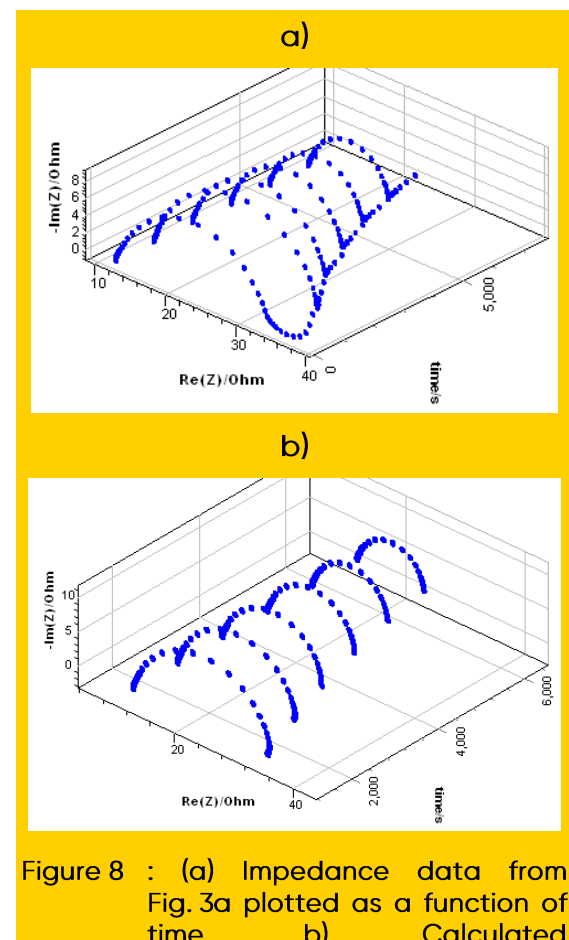 a)
-Im(Z)/Ohm
8
6
4
2
0
10
20
30
40
Re(Z)/Ohm
0
5,000
time/s
b)
-Im(Z)/Ohm
10
5
0
20
40
Re(Z)/Ohm
2,000
4,000
6,000
time/s
Figure 8 : (a) Impedance data from
Fig. 3a plotted as a function of
time b) Calculated